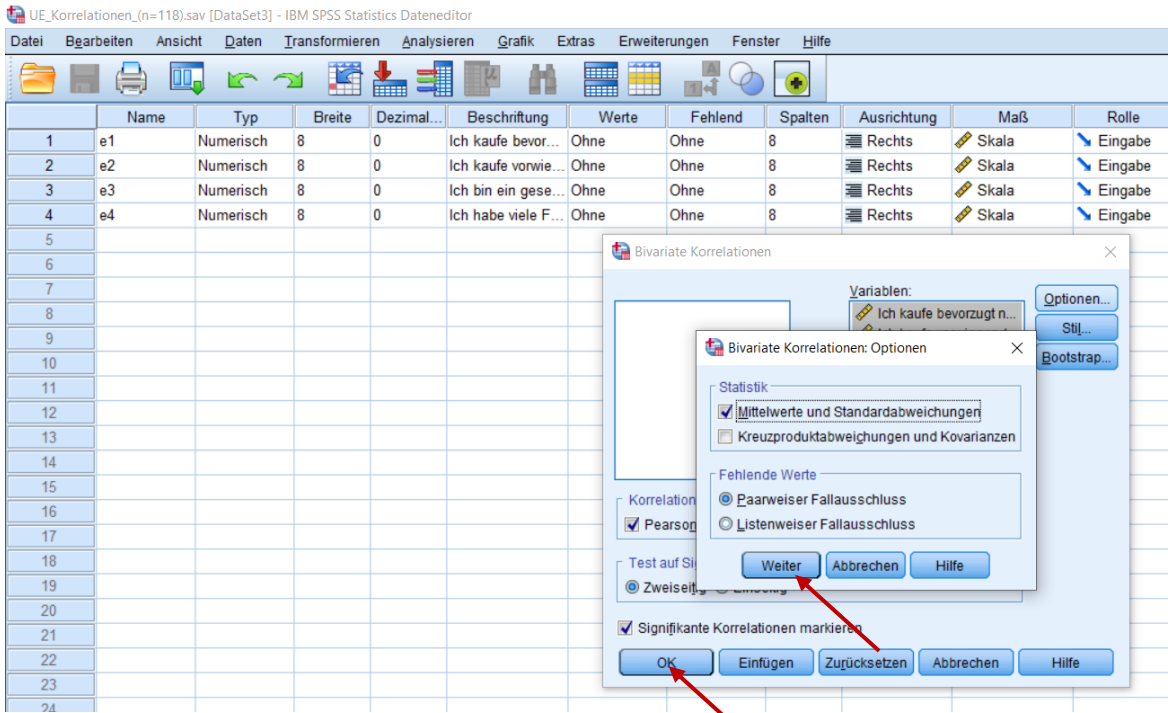 UE_Korrelationen_(n=118).sav [DataSet3] - IBM SPSS Statistics Dateneditor
Datei Bearbeiten Ansicht Daten Transformieren Analysieren Grafik Extras Erweiterungen Fenster Hilfe
Name Typ Breite Dezimal... Beschriftung Werte Fehlend Spalten Ausrichtung Maß Rolle
1 e1 Numerisch 8 0 Ich kaufe bevor... Ohne Ohne 8 Rechts Skala Eingabe
2 e2 Numerisch 8 0 Ich kaufe vorwie... Ohne Ohne 8 Rechts Skala Eingabe
3 e3 Numerisch 8 0 Ich bin ein gese... Ohne Ohne 8 Rechts Skala Eingabe
4 e4 Numerisch 8 0 Ich habe viele F... Ohne Ohne 8 Rechts Skala Eingabe
5
6
7
8
9
10
11
12
13
14
15
16
17
18
19
20
21
22
23
24
Bivariate Korrelationen
Variablen:
Ich kaufe bevorzugt n...
Optionen...
Stil...
Bootstrap...
Korrelation
Pearson
Test auf Si
Zweiseitig
Signifikante Korrelationen markieren
OK Einfügen Zurücksetzen Abbrechen Hilfe
Bivariate Korrelationen: Optionen
Statistik
Mittelwerte und Standardabweichungen
Kreuzproduktabweichungen und Kovarianzen
Fehlende Werte
Paarweiser Fallausschluss
Listenweiser Fallausschluss
Weiter Abbrechen Hilfe